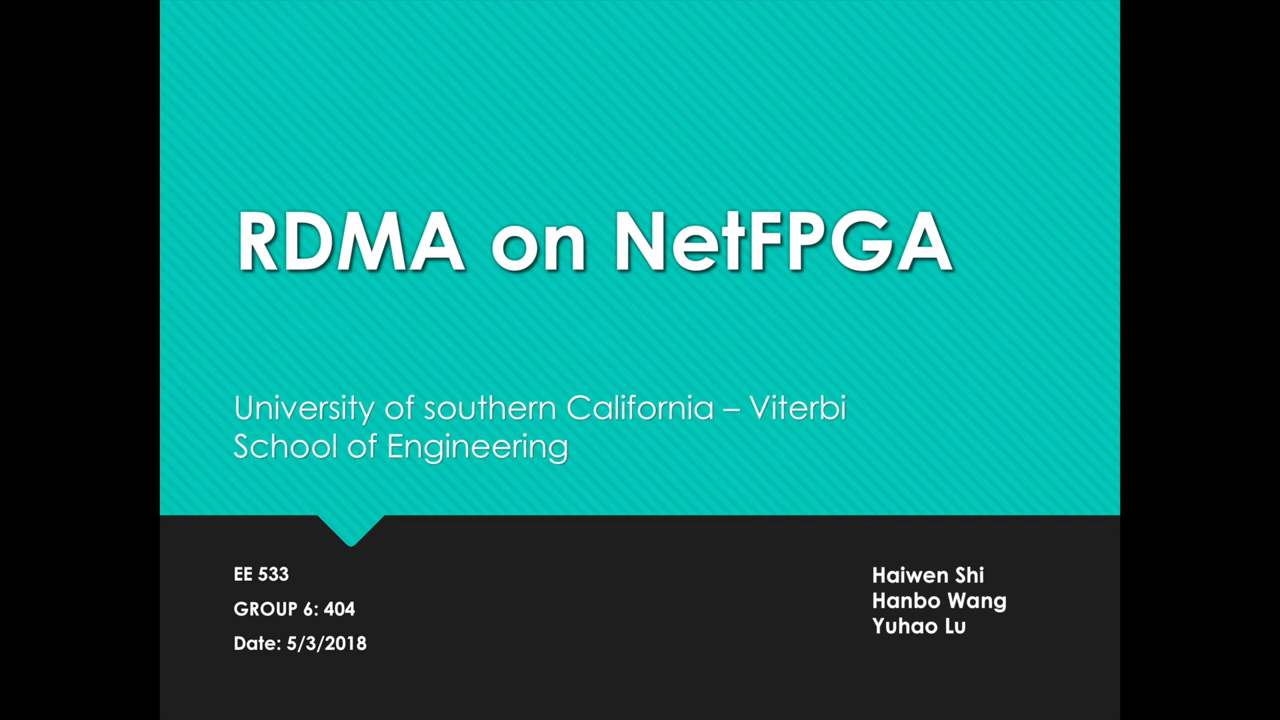 RDMA on NetFPGA
University of southern California – Viterbi
School of Engineering
EE 533
GROUP 6: 404
Date: 5/3/2018
Haiwen Shi
Hanbo Wang
Yuhao Lu